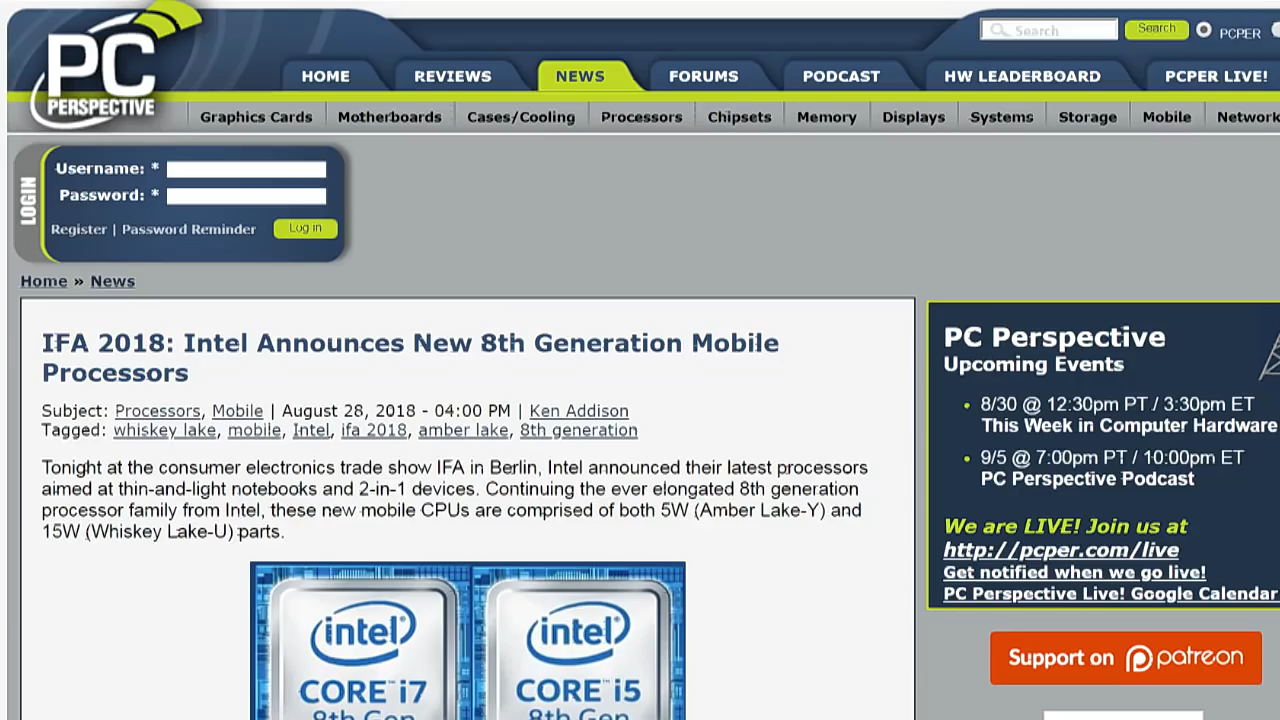 PC
PERSPECTIVE
Search
Search
PCPER
HOME
REVIEWS
NEWS
FORUMS
PODCAST
HW LEADERBOARD
PCPER LIVE!
Graphics Cards
Motherboards
Cases/Cooling
Processors
Chipsets
Memory
Displays
Systems
Storage
Mobile
Network
LOGIN
Username: *
Password: *
Register | Password Reminder
Log in
Home » News
IFA 2018: Intel Announces New 8th Generation Mobile
Processors
Subject: Processors, Mobile | August 28, 2018 - 04:00 PM | Ken Addison
Tagged: whiskey lake, mobile, Intel, ifa 2018, amber lake, 8th generation
Tonight at the consumer electronics trade show IFA in Berlin, Intel announced their latest processors
aimed at thin-and-light notebooks and 2-in-1 devices. Continuing the ever elongated 8th generation
processor family from Intel, these new mobile CPUs are comprised of both 5W (Amber Lake-Y) and
15W (Whiskey Lake-U) parts.
intel®
CORE™ i7
8th Gen
intel®
CORE™ i5
8th Gen
PC Perspective
Upcoming Events
• 8/30 @ 12:30pm PT / 3:30pm ET
This Week in Computer Hardware
• 9/5 @ 7:00pm PT / 10:00pm ET
PC Perspective Podcast
We are LIVE! Join us at
http://pcper.com/live
Get notified when we go live!
PC Perspective Live! Google Calendar
Support on patreon